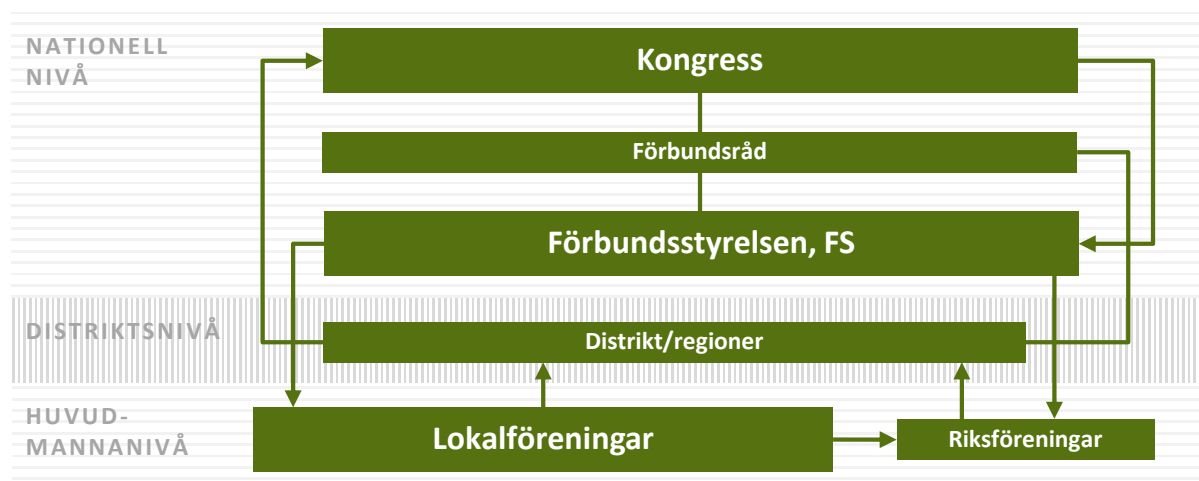 NATIONELL
NIVÅ
Kongress
Förbundsråd
Förbundsstyrelsen, FS
DISTRIKTSNIVÅ
Distrikt/regioner
HUVUD-
MANNANIVÅ
Lokalföreningar
Riksföreningar